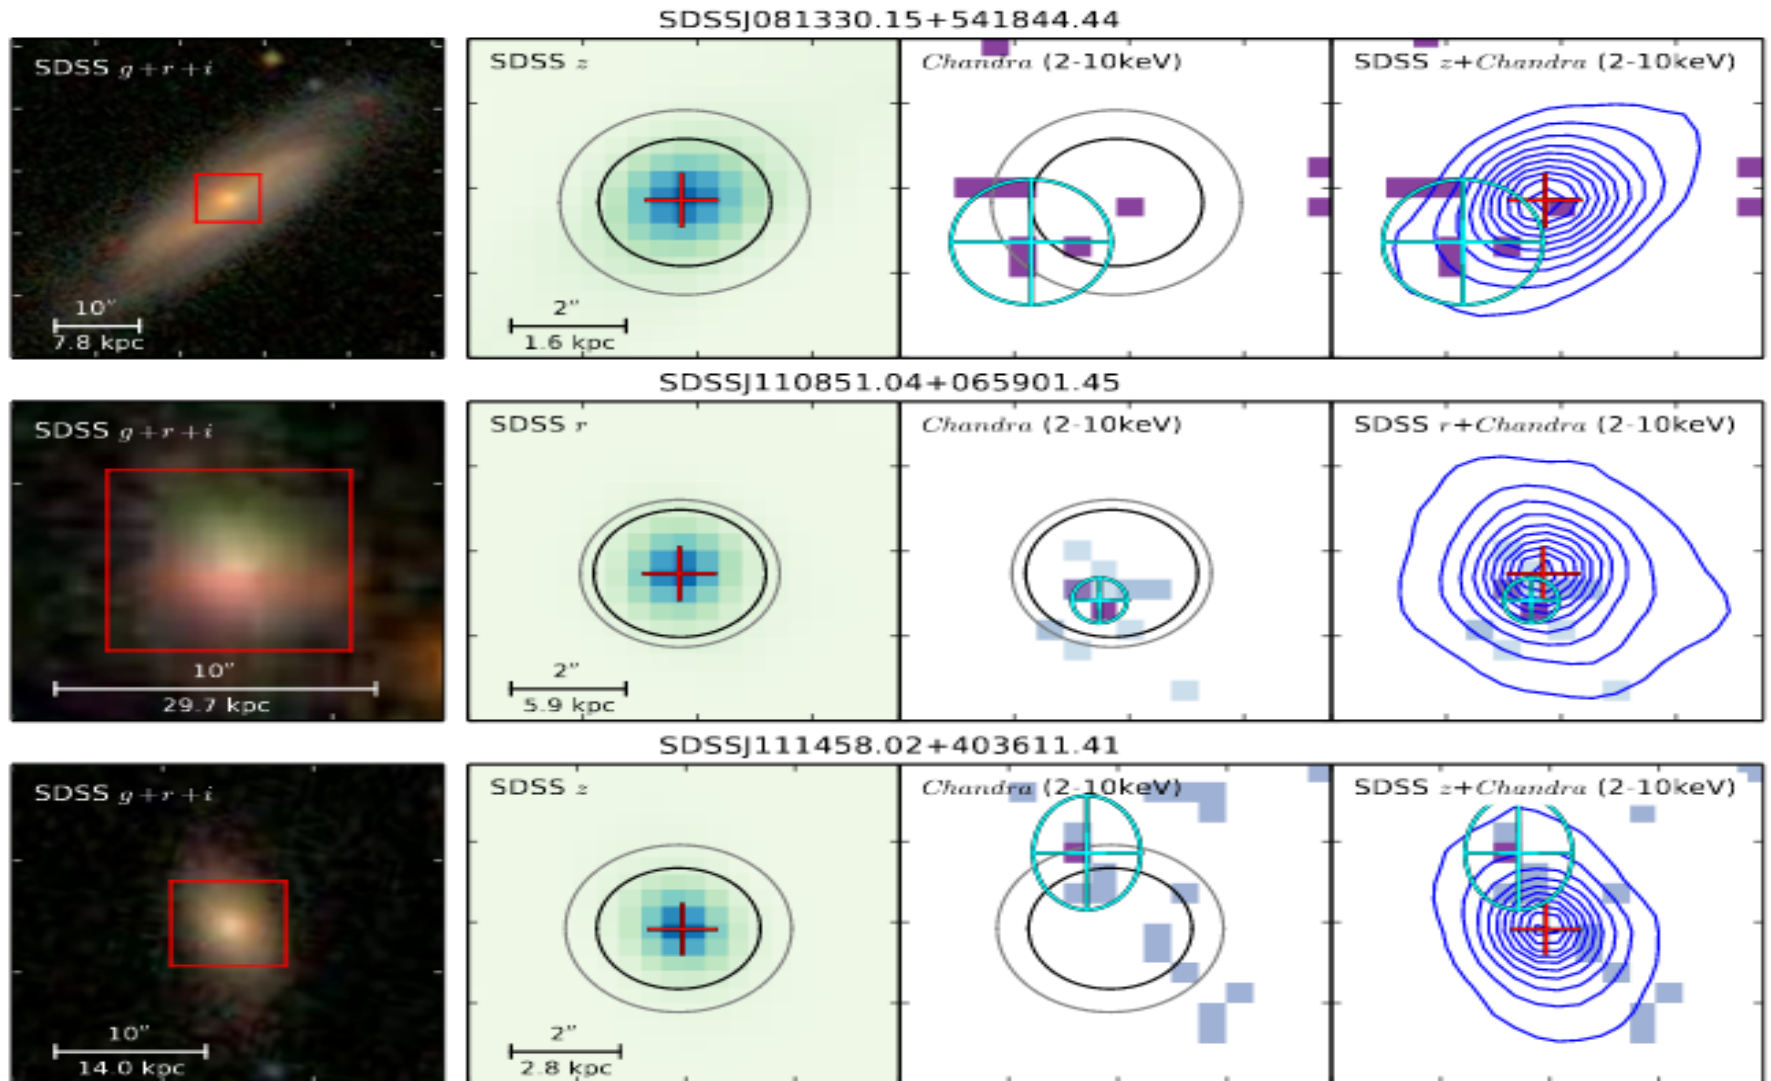 SDSSJ081330.15+541844.44
SDSS g+r+i
SDSS z
Chandra (2-10keV)
SDSS z+Chandra (2-10keV)
10”
7.8 kpc
2”
1.6 kpc
SDSSJ110851.04+065901.45
SDSS g+r+i
SDSS r
Chandra (2-10keV)
SDSS r+Chandra (2-10keV)
10”
29.7 kpc
2”
5.9 kpc
SDSSJ111458.02+403611.41
SDSS g+r+i
SDSS z
Chandra (2-10keV)
SDSS z+Chandra (2-10keV)
10”
14.0 kpc
2”
2.8 kpc